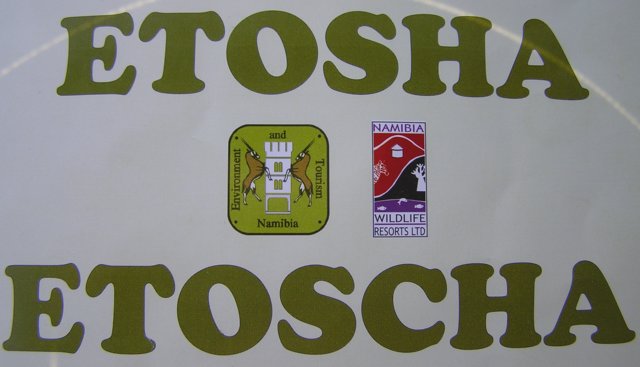 ETOSHA
Environment and Tourism
Namibia
NAMIBIA
WILDLIFE
RESORTS LTD
ETOSCHA